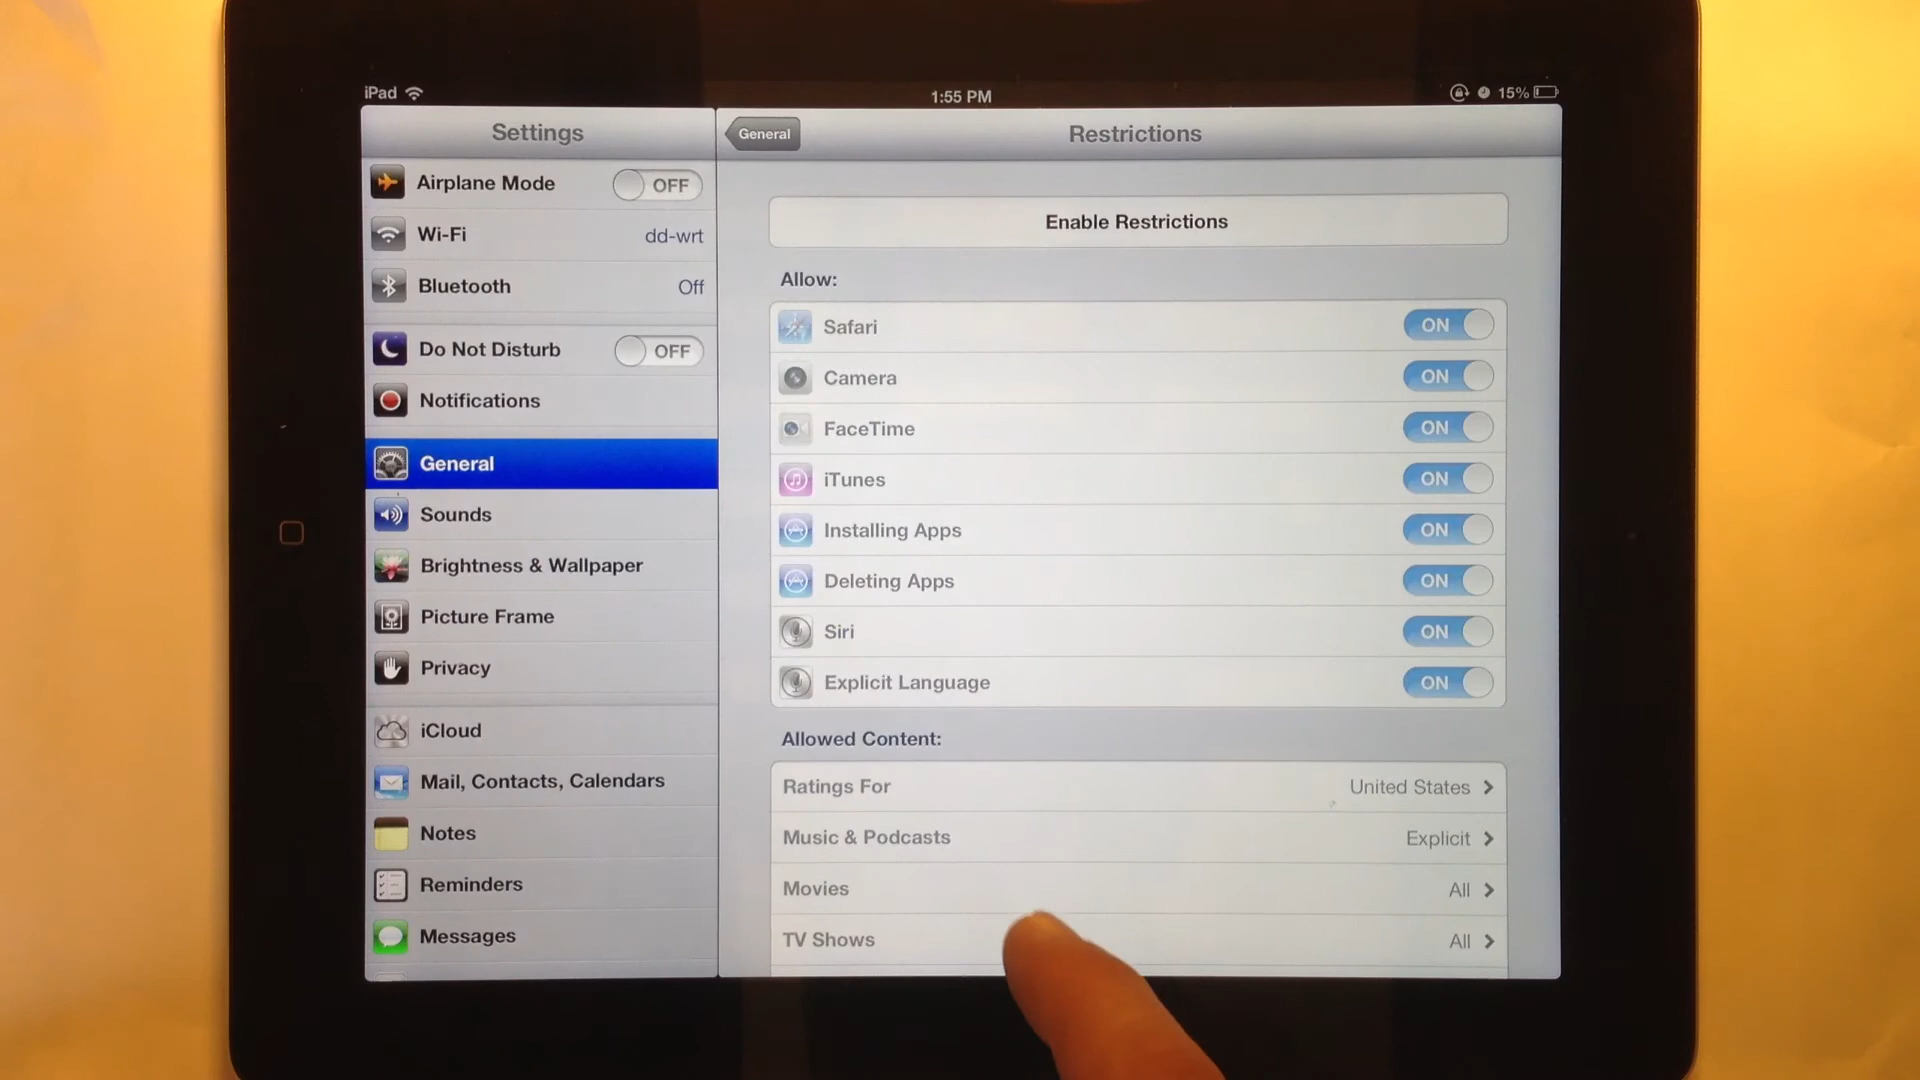 iPad
1:55 PM
15%
Settings
Airplane Mode OFF
Wi-Fi dd-wrt
Bluetooth Off
Do Not Disturb OFF
Notifications
General
Sounds
Brightness & Wallpaper
Picture Frame
Privacy
iCloud
Mail, Contacts, Calendars
Notes
Reminders
Messages
General
Restrictions
Enable Restrictions
Allow:
Safari ON
Camera ON
FaceTime ON
iTunes ON
Installing Apps ON
Deleting Apps ON
Siri ON
Explicit Language ON
Allowed Content:
Ratings For United States
Music & Podcasts Explicit
Movies All
TV Shows All